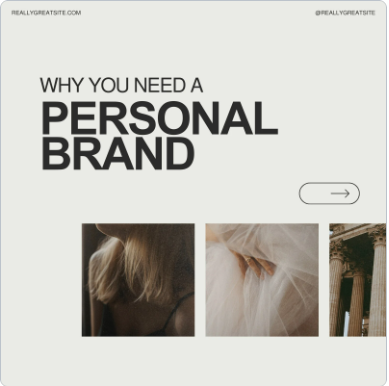 REALLYGREATSITE.COM
@REALLYGREATSITE
WHY YOU NEED A
PERSONAL
BRAND